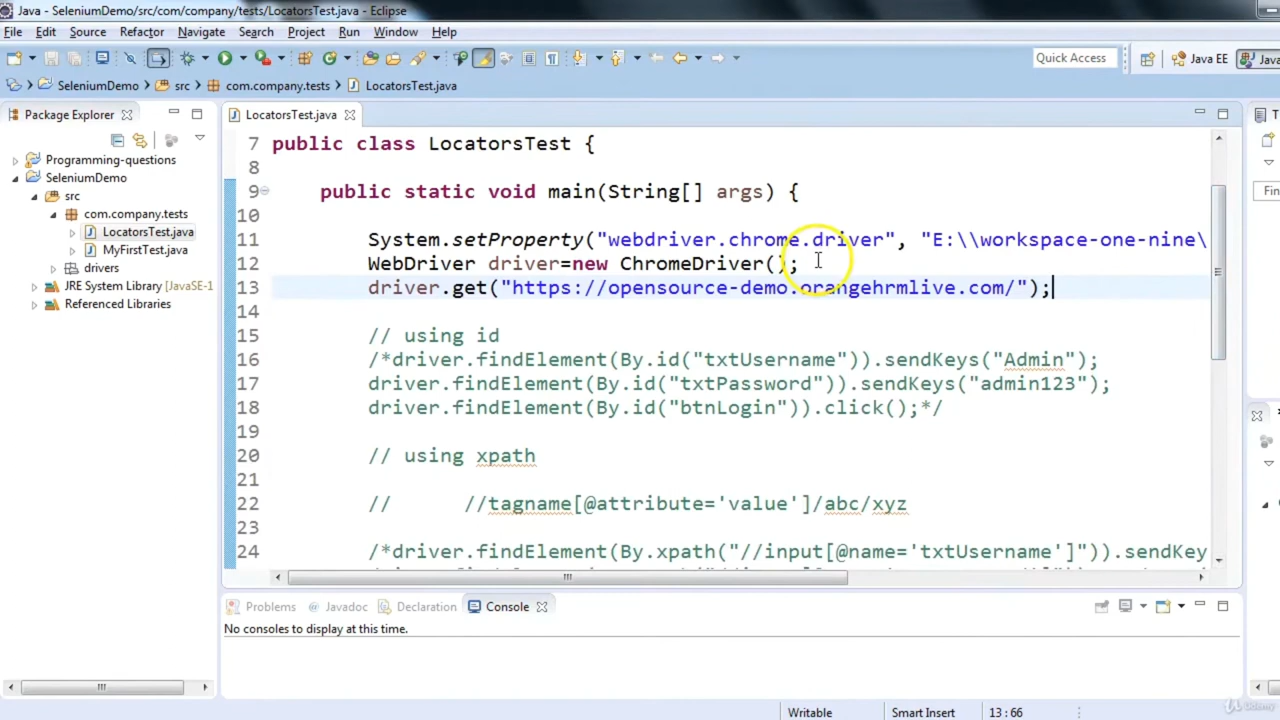 Java - SeleniumDemo/src/com/company/tests/LocatorsTest.java - Eclipse
File Edit Source Refactor Navigate Search Project Run Window Help
Quick Access Java EE Java
SeleniumDemo src com.company.tests LocatorsTest.java
Package Explorer
Programming-questions
SeleniumDemo
src
com.company.tests
LocatorsTest.java
MyFirstTest.java
drivers
JRE System Library [JavaSE-1
Referenced Libraries
LocatorsTest.java
7 public class LocatorsTest {
8
9 public static void main(String[] args) {
10
11 System.setProperty("webdriver.chrome.driver", "E:\\workspace-one-nine\
12 WebDriver driver=new ChromeDriver();
13 driver.get("https://opensource-demo.orangehrmlive.com/");
14
15 // using id
16 /*driver.findElement(By.id("txtUsername")).sendKeys("Admin");
17 driver.findElement(By.id("txtPassword")).sendKeys("admin123");
18 driver.findElement(By.id("btnLogin")).click();*/
19
20 // using xpath
21
22 // //tagname[@attribute='value']/abc/xyz
23
24 /*driver.findElement(By.xpath("//input[@name='txtUsername']")).sendKey
T
Fin
Problems @ Javadoc Declaration Console
No consoles to display at this time.
Writable Smart Insert 13 : 66
Udemy